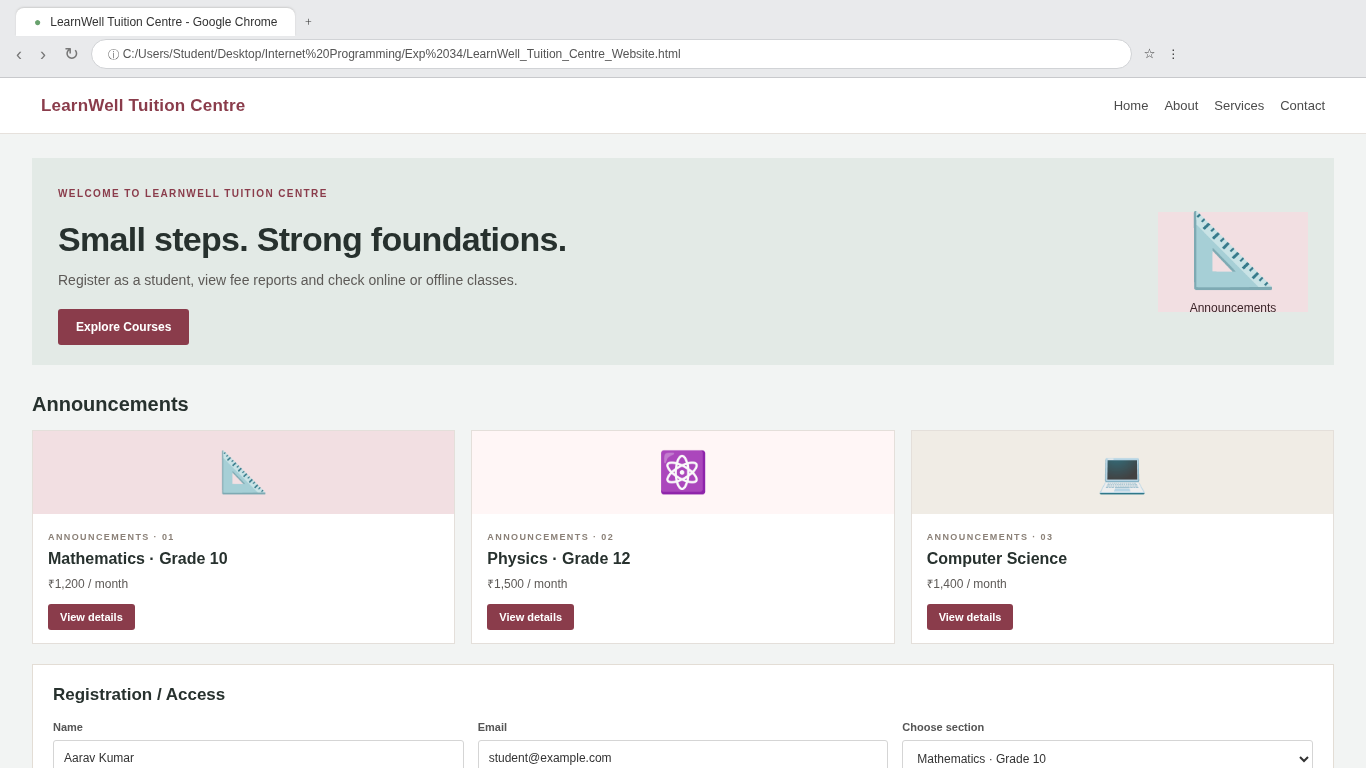 LearnWell Tuition Centre - Google Chrome
C:/Users/Student/Desktop/Internet%20Programming/Exp%2034/LearnWell_Tuition_Centre_Website.html
LearnWell Tuition Centre
Home About Services Contact
WELCOME TO LEARNWELL TUITION CENTRE
Small steps. Strong foundations.
Register as a student, view fee reports and check online or offline classes.
Explore Courses
Announcements
Announcements
ANNOUNCEMENTS · 01
Mathematics · Grade 10
₹1,200 / month
View details
ANNOUNCEMENTS · 02
Physics · Grade 12
₹1,500 / month
View details
ANNOUNCEMENTS · 03
Computer Science
₹1,400 / month
View details
Registration / Access
Name
Aarav Kumar
Email
student@example.com
Choose section
Mathematics · Grade 10